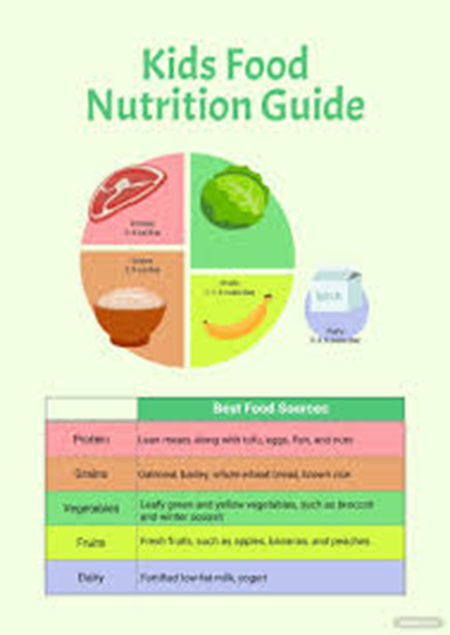 Kids Food
Nutrition Guide
Best Food Sources
Protein
Lean meats along with tofu, eggs, fish, and nuts
Grains
Oatmeal, barley, whole wheat bread, brown rice
Vegetables
Leafy green and yellow vegetables, such as broccoli
and winter squash
Fruits
Fresh fruits, such as apples, bananas, and peaches
Dairy
Fortified low-fat milk, yogurt